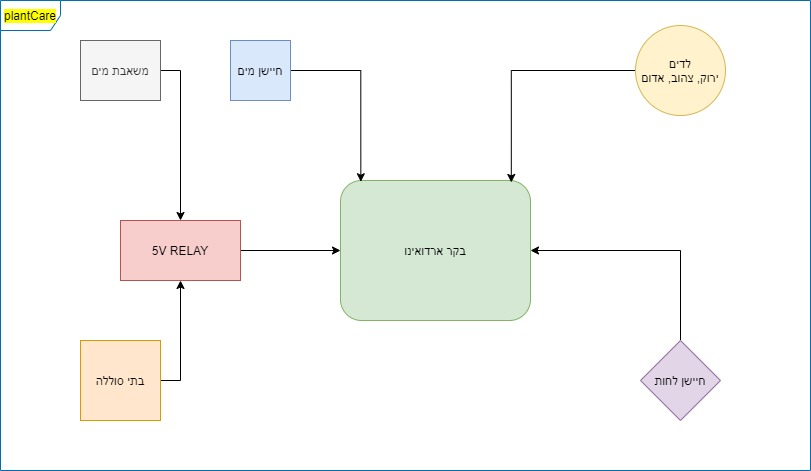 plantCare
משאבת מים
חיישן מים
לדים
ירוק, צהוב, אדום
5V RELAY
בקר ארדואינו
בתי סוללה
חיישן לחות